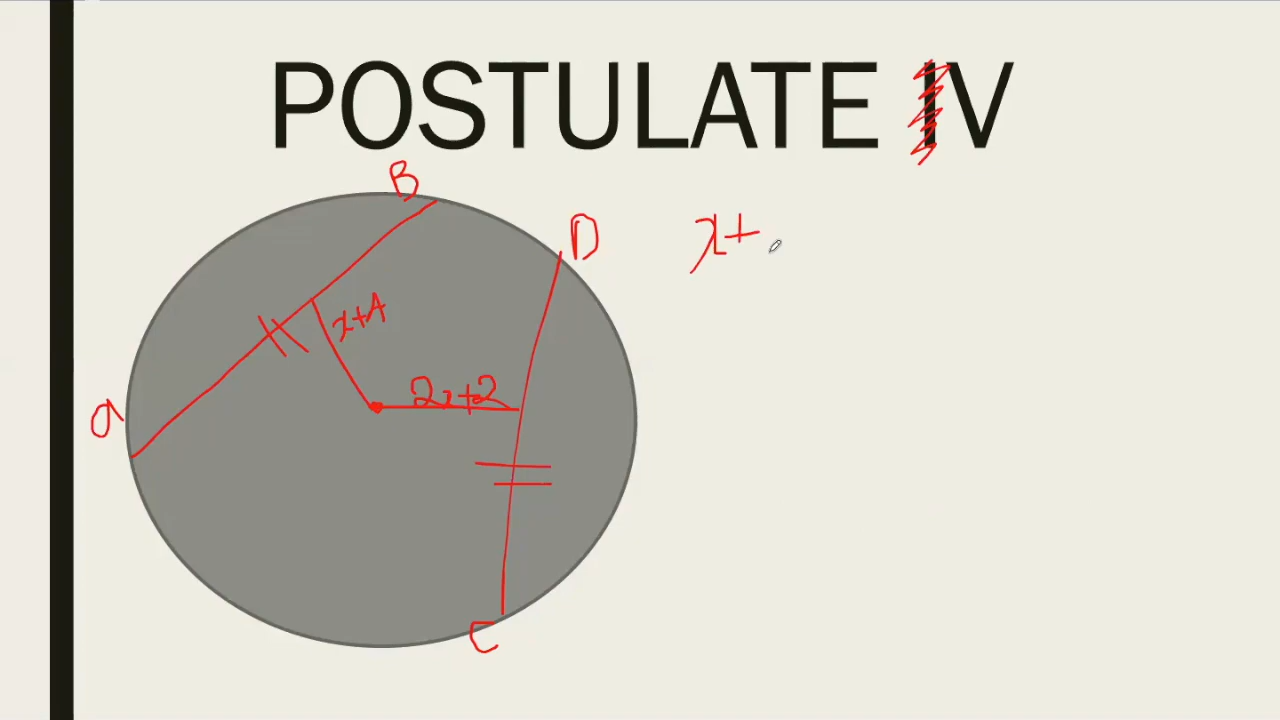 POSTULATE IV
B
D
x+
x+4
2x+2
A
C